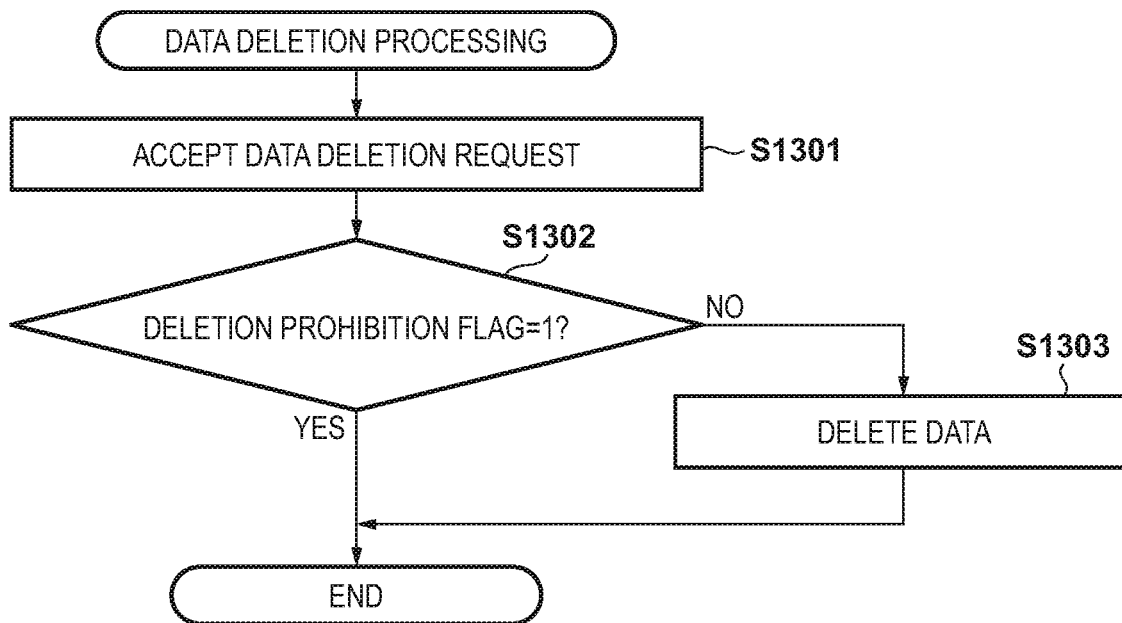 DATA DELETION PROCESSING
ACCEPT DATA DELETION REQUEST
S1301
S1302
DELETION PROHIBITION FLAG=1?
NO
S1303
YES
DELETE DATA
END